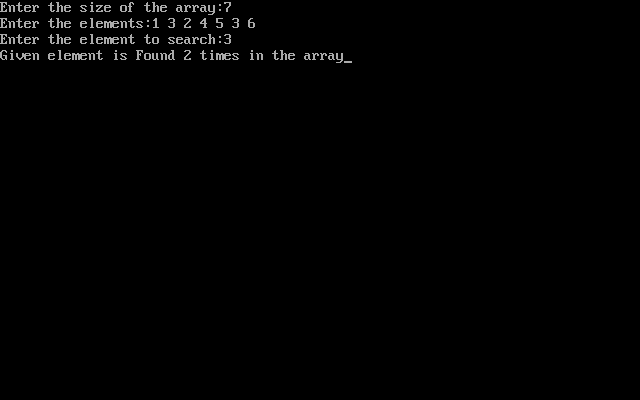 Enter the size of the array:7
Enter the elements:1 3 2 4 5 3 6
Enter the element to search:3
Given element is Found 2 times in the array_